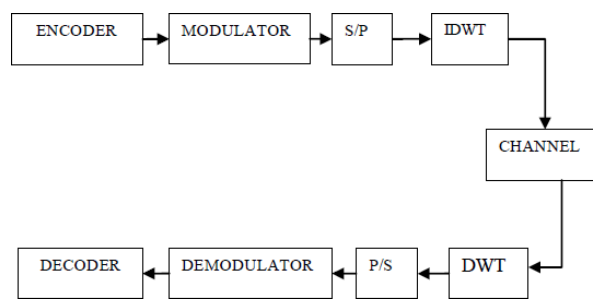 ENCODER
MODULATOR
S/P
IDWT
CHANNEL
DECODER
DEMODULATOR
P/S
DWT